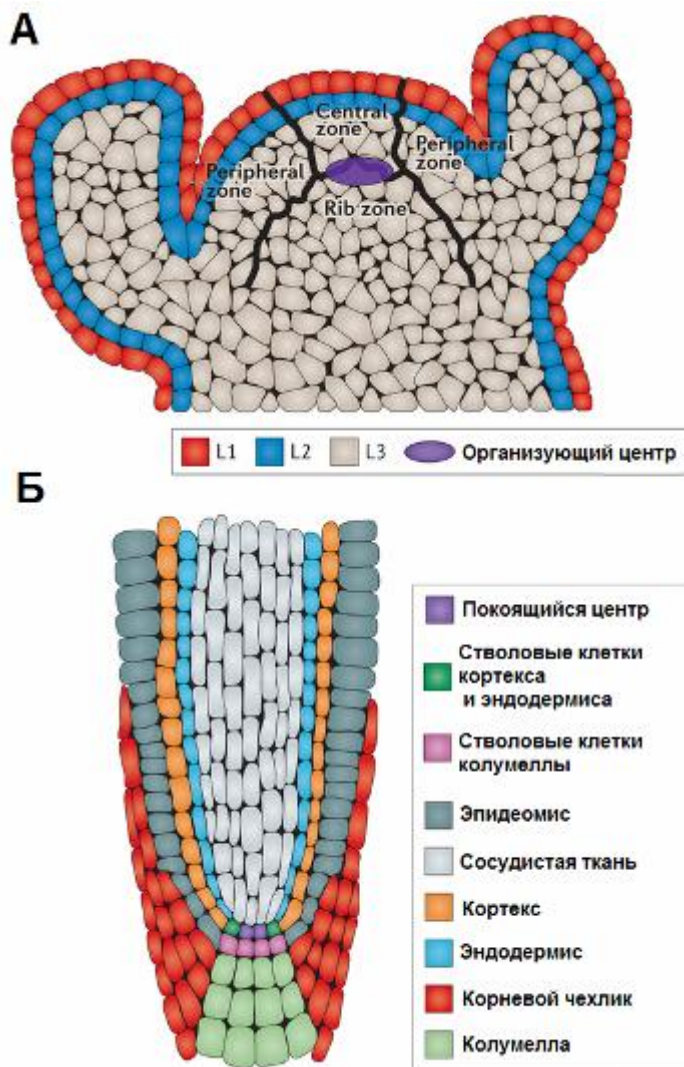 А
Central
zone
Peripheral
zone
Peripheral
zone
Rib zone
L1
L2
L3
Организующий центр
Б
Покоящийся центр
Стволовые клетки
кортекса
и эндодермиса
Стволовые клетки
колумеллы
Эпидеомис
Сосудистая ткань
Кортекс
Эндодермис
Корневой чехлик
Колумелла